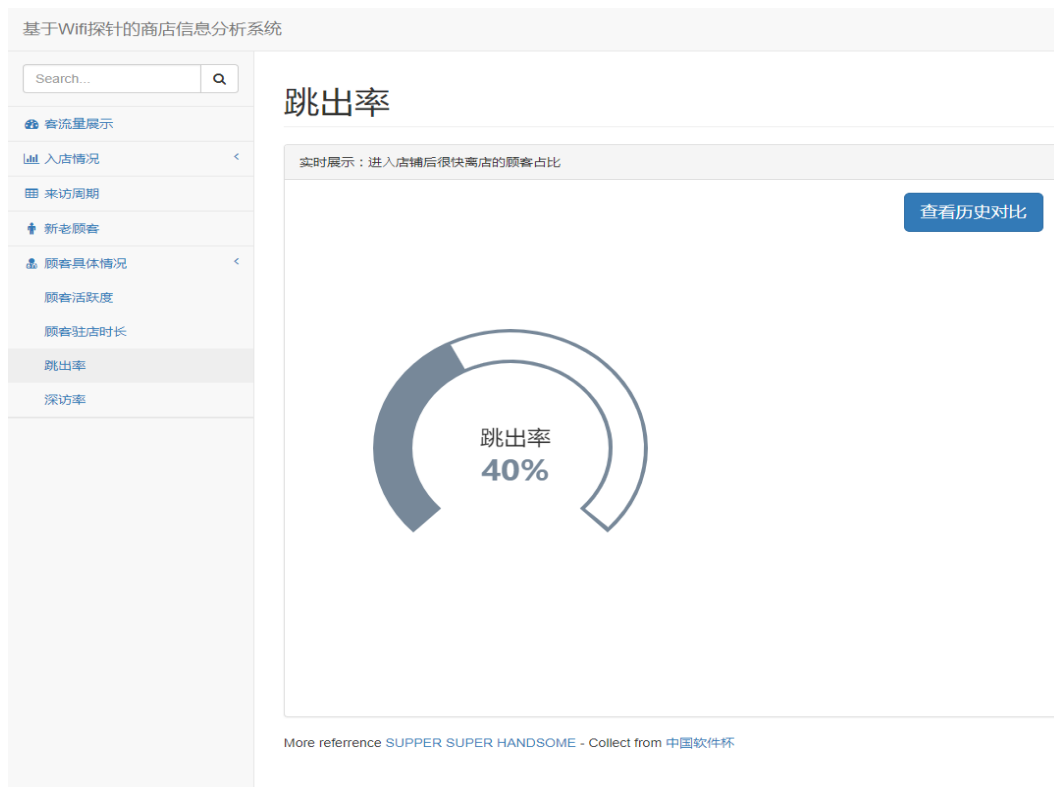 基于Wifi探针的商店信息分析系统
Search...
客流量展示
入店情况
来访周期
新老顾客
顾客具体情况
顾客活跃度
顾客驻店时长
跳出率
深访率
跳出率
实时展示：进入店铺后很快离店的顾客占比
查看历史对比
跳出率
40%
More referrence SUPPER SUPER HANDSOME - Collect from 中国软件杯